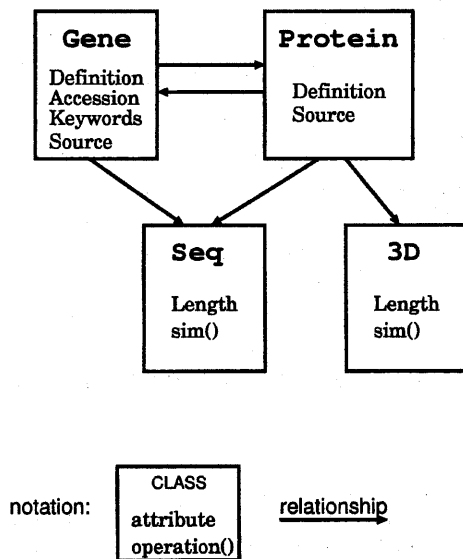 Gene
Definition
Accession
Keywords
Source
Protein
Definition
Source
Seq
Length
sim()
3D
Length
sim()
notation:
CLASS
attribute
operation()
relationship